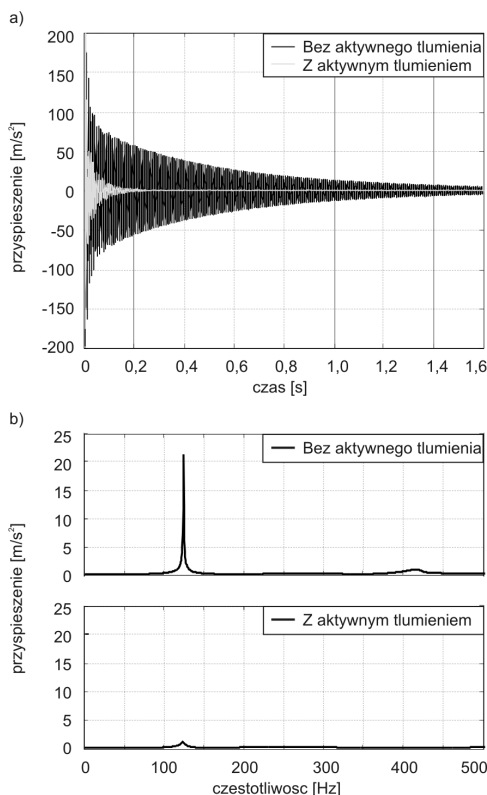 a)
Bez aktywnego tlumienia
Z aktywnym tlumieniem
przyspieszenie [m/s²]
200
150
100
50
0
-50
-100
-150
-200
0 0,2 0,4 0,6 0,8 1,0 1,2 1,4 1,6
czas [s]
b)
Bez aktywnego tlumienia
przyspieszenie [m/s²]
25
20
15
10
5
0
Z aktywnym tlumieniem
25
20
15
10
5
0
0 100 200 300 400 500
czestotliwosc [Hz]